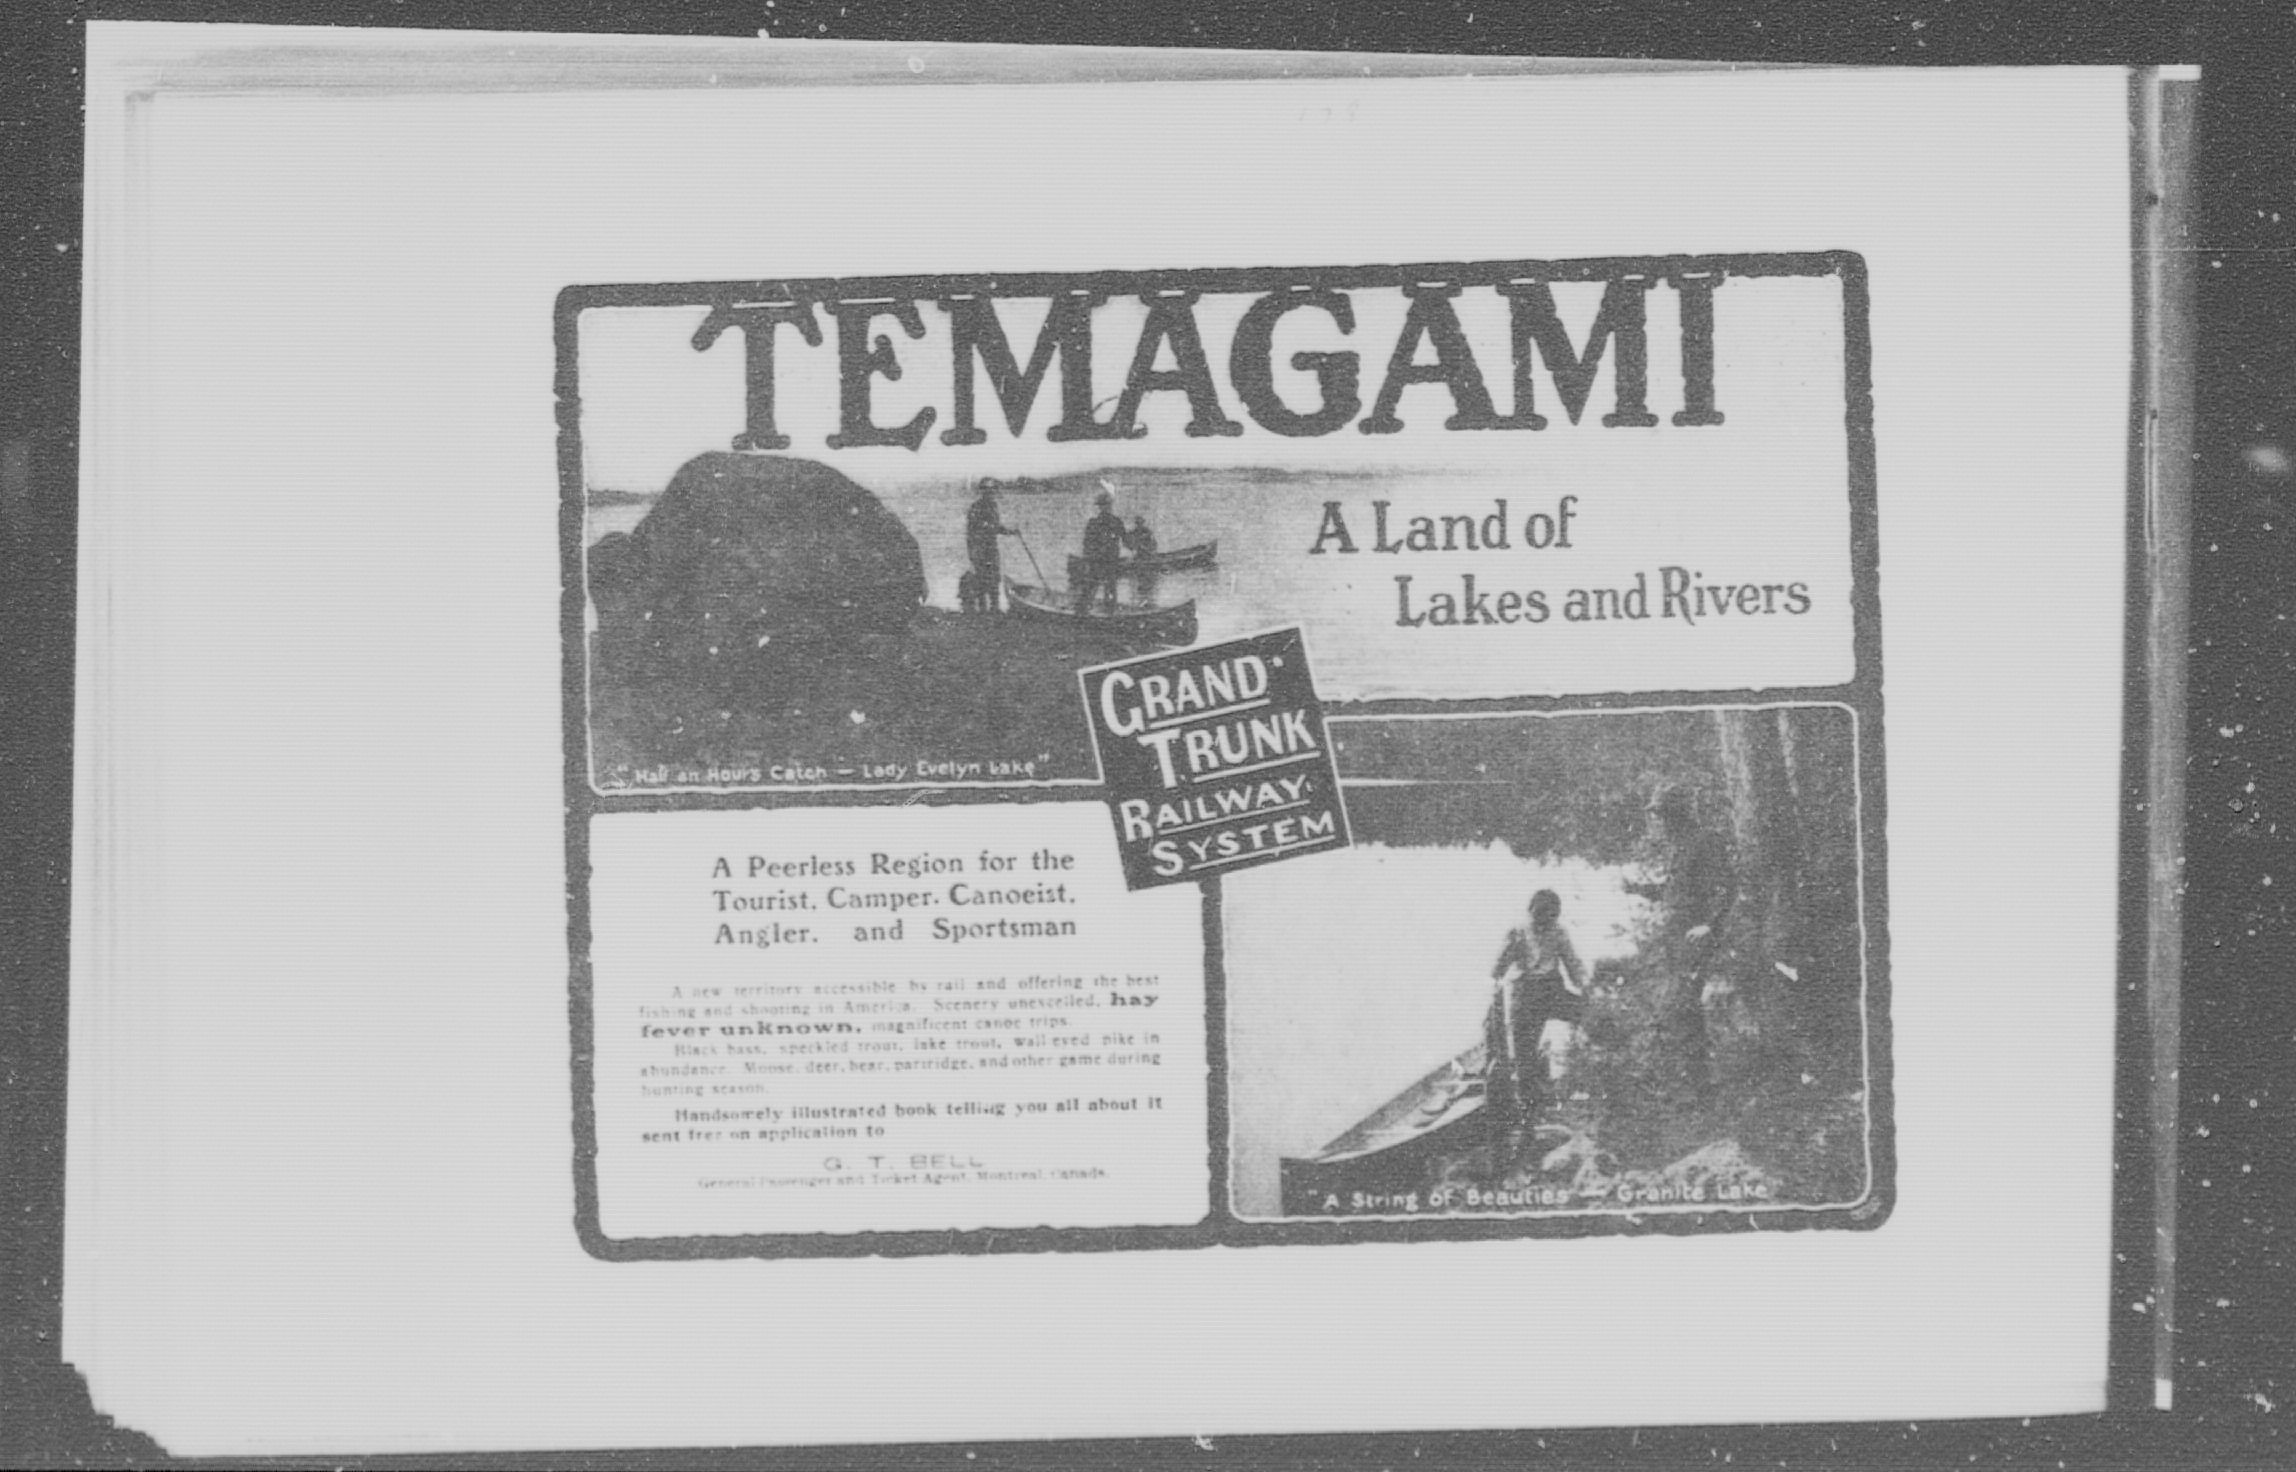 TEMAGAMI
A Land of
Lakes and Rivers
GRAND
TRUNK
RAILWAY
SYSTEM
"Half an Hours Catch — Lady Evelyn Lake"
A Peerless Region for the
Tourist, Camper, Canoeist,
Angler, and Sportsman
A new territory accessible by rail and offering the best
fishing and shooting in America. Scenery unexcelled, hay
fever unknown, magnificent canoe trips.
Black bass, speckled trout, lake trout, wall eyed pike in
abundance. Moose, deer, bear, partridge, and other game during
hunting season.
Handsomely illustrated book telling you all about it
sent free on application to
G. T. BELL
General Passenger and Ticket Agent, Montreal, Canada.
"A String of Beauties — Granite Lake"